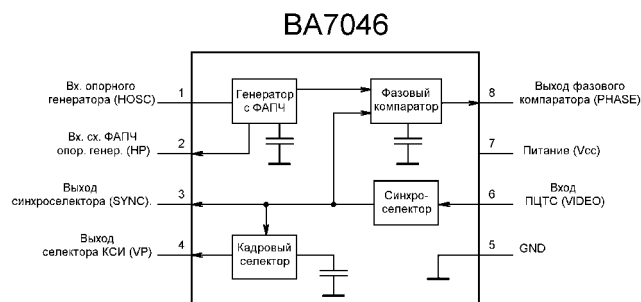 BA7046
Вх. опорного
генератора (HOSC)
1
Генератор
с ФАПЧ
Фазовый
компаратор
8
Выход фазового
компаратора (PHASE)
Вх. сх. ФАПЧ
опор. генер. (HP)
2
7
Питание (Vcc)
Выход
синхроселектора (SYNC).
3
Синхро-
селектор
6
Вход
ПЦТС (VIDEO)
Выход
селектора КСИ (VP)
4
Кадровый
селектор
5
GND